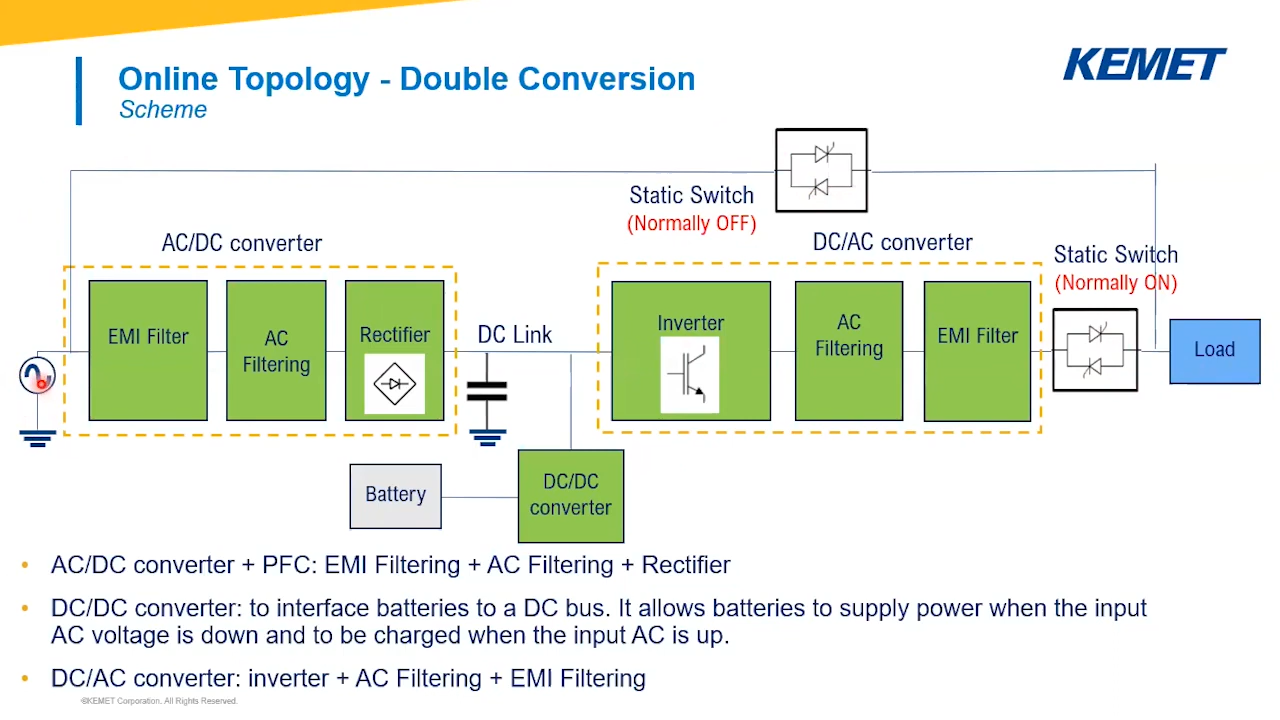 Online Topology - Double Conversion
Scheme
KEMET
Static Switch
(Normally OFF)
AC/DC converter
DC/AC converter
Static Switch
(Normally ON)
EMI Filter
AC
Filtering
Rectifier
DC Link
Inverter
AC
Filtering
EMI Filter
Load
Battery
DC/DC
converter
• AC/DC converter + PFC: EMI Filtering + AC Filtering + Rectifier
• DC/DC converter: to interface batteries to a DC bus. It allows batteries to supply power when the input
AC voltage is down and to be charged when the input AC is up.
• DC/AC converter: inverter + AC Filtering + EMI Filtering
©KEMET Corporation. All Rights Reserved.